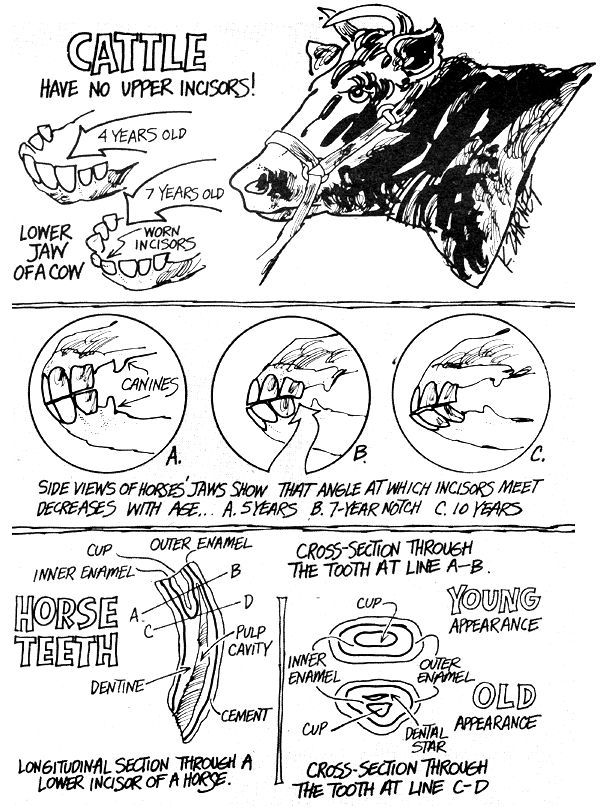 CATTLE
HAVE NO UPPER INCISORS!
4 YEARS OLD
7 YEARS OLD
WORN
INCISORS
LOWER
JAW
OF A COW
CANINES
A.
B.
C.
SIDE VIEWS OF HORSES' JAWS SHOW THAT ANGLE AT WHICH INCISORS MEET
DECREASES WITH AGE... A. 5 YEARS B. 7-YEAR NOTCH C. 10 YEARS
HORSE
TEETH
CUP
OUTER ENAMEL
INNER ENAMEL
B
A
D
C
PULP
CAVITY
DENTINE
CEMENT
LONGITUDINAL SECTION THROUGH A
LOWER INCISOR OF A HORSE.
CROSS-SECTION THROUGH
THE TOOTH AT LINE A-B.
CUP
YOUNG
APPEARANCE
INNER
ENAMEL
OUTER
ENAMEL
OLD
APPEARANCE
CUP
DENTAL
STAR
CROSS-SECTION THROUGH
THE TOOTH AT LINE C-D